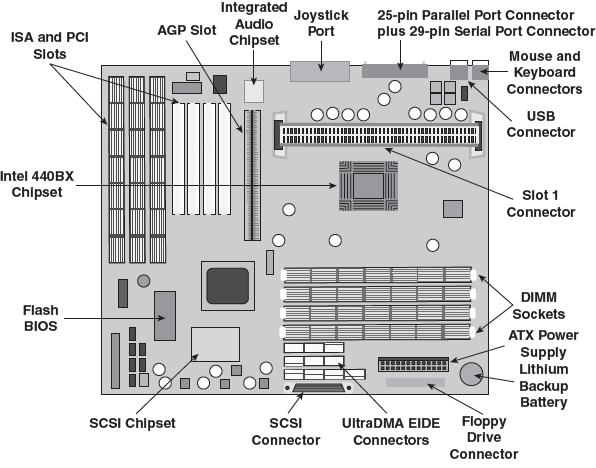 ISA and PCI
Slots
AGP Slot
Integrated
Audio
Chipset
Joystick
Port
25-pin Parallel Port Connector
plus 29-pin Serial Port Connector
Mouse and
Keyboard
Connectors
USB
Connector
Intel 440BX
Chipset
Slot 1
Connector
Flash
BIOS
DIMM
Sockets
ATX Power
Supply
Lithium
Backup
Battery
SCSI Chipset
SCSI
Connector
UltraDMA EIDE
Connectors
Floppy
Drive
Connector